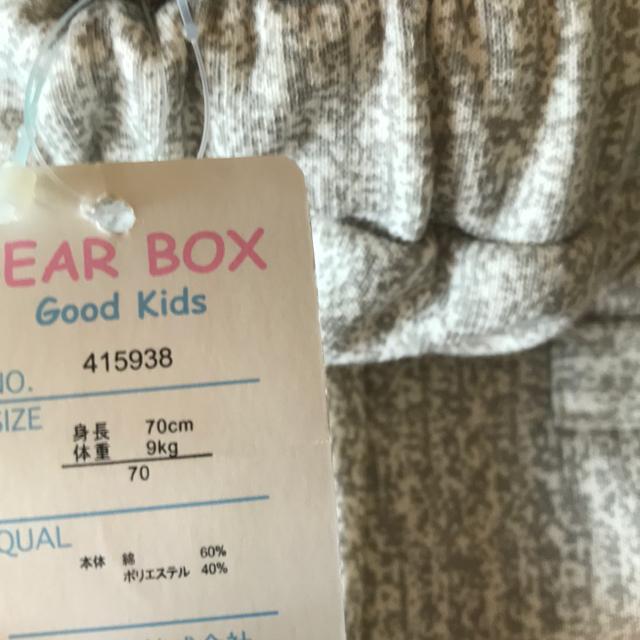 EAR BOX
Good Kids
NO. 415938
SIZE
身長 70cm
体重 9kg
70
QUAL
本体 綿 60%
ポリエステル 40%